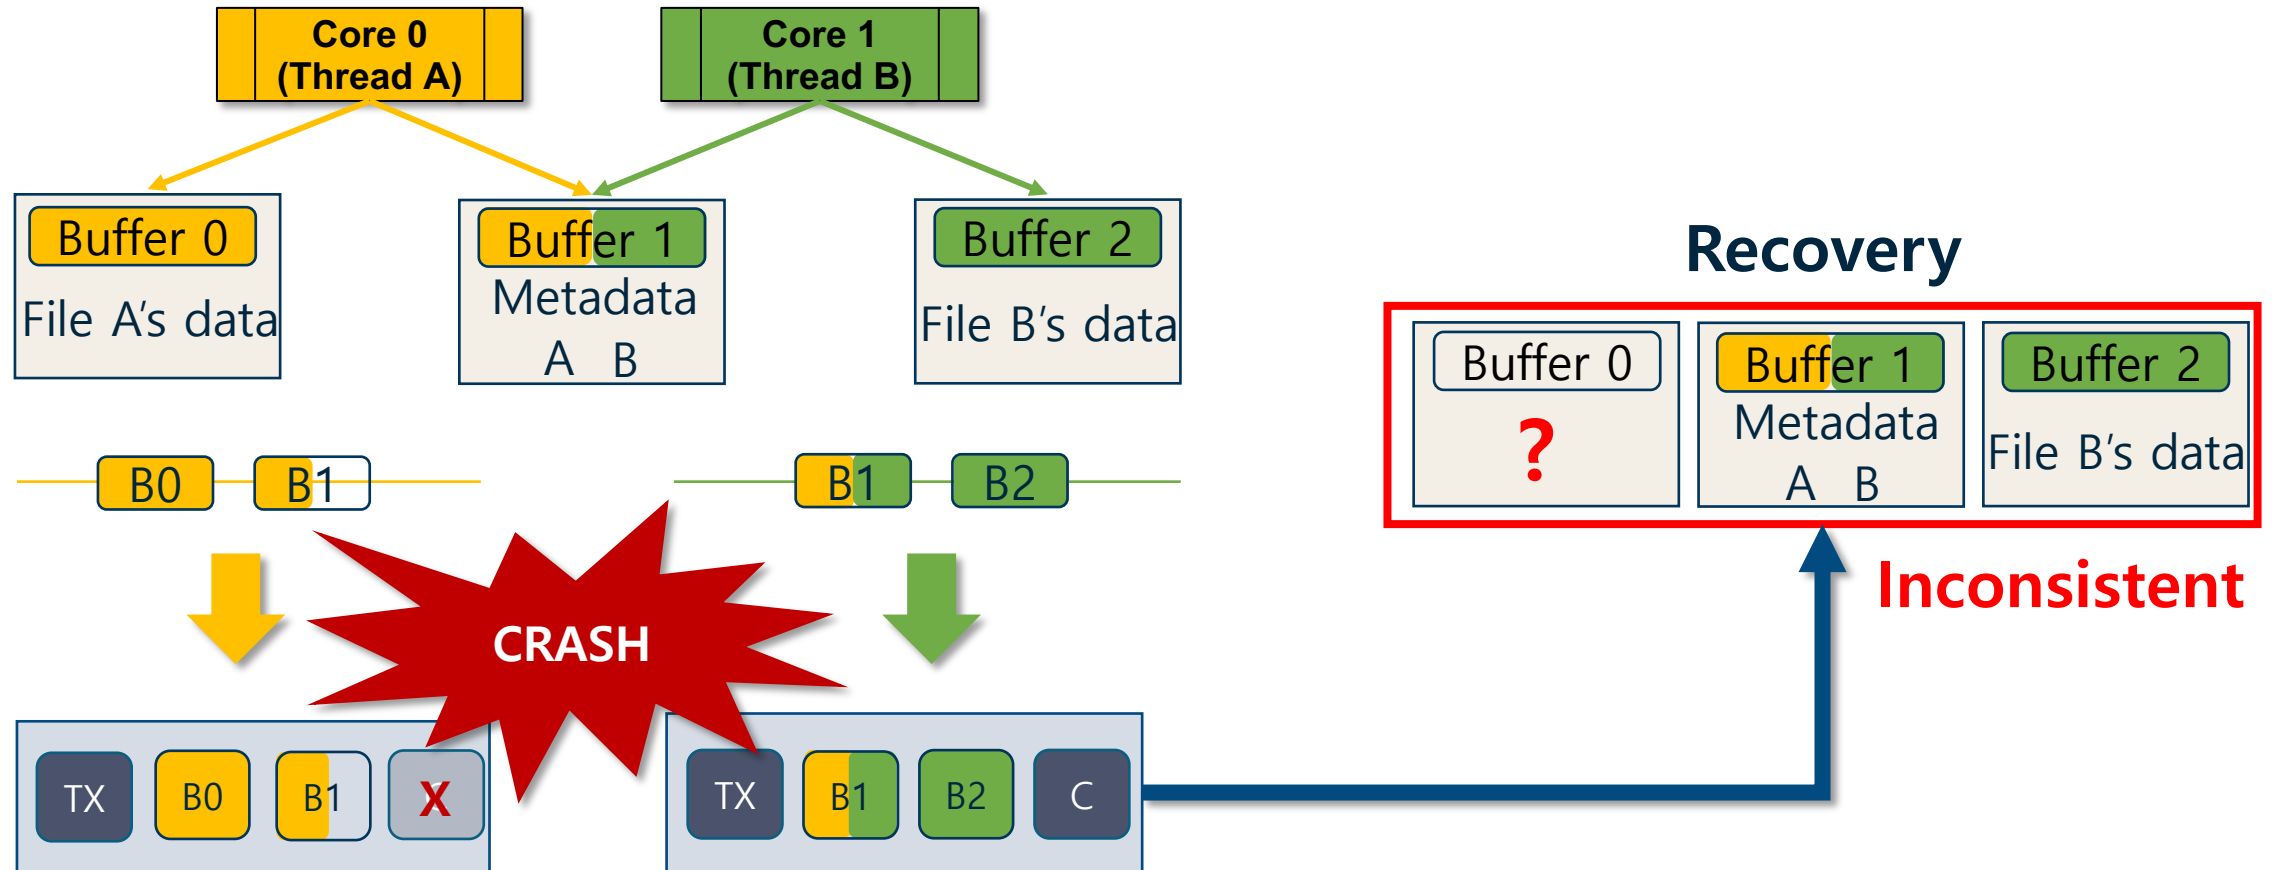 Core 0
(Thread A)
Core 1
(Thread B)
Buffer 0
File A's data
Buffer 1
Metadata
A B
Buffer 2
File B's data
Recovery
Buffer 0
?
Buffer 1
Metadata
A B
Buffer 2
File B's data
Inconsistent
B0
B1
B1
B2
CRASH
TX
B0
B1
X
TX
B1
B2
C